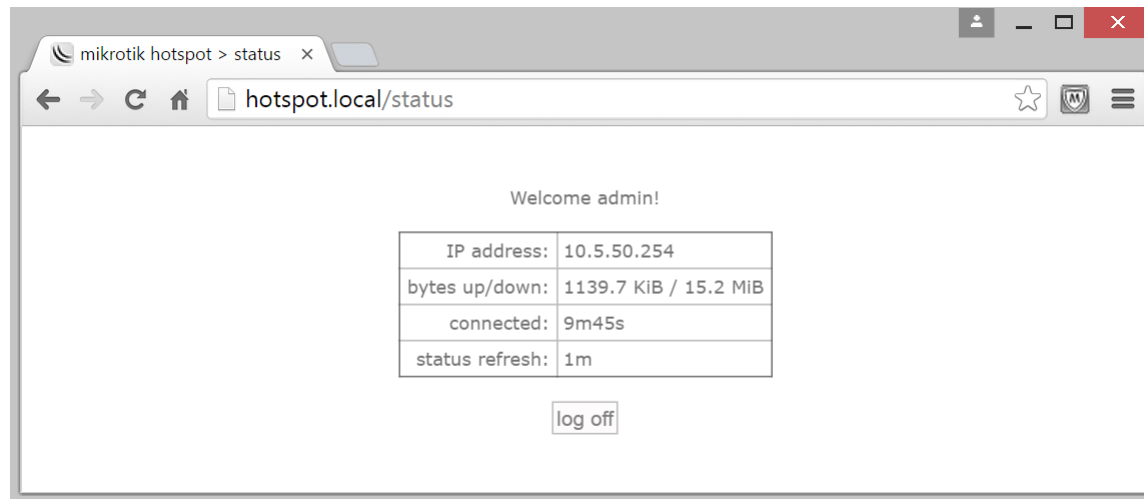 mikrotik hotspot > status
hotspot.local/status
Welcome admin!
IP address: 10.5.50.254
bytes up/down: 1139.7 KiB / 15.2 MiB
connected: 9m45s
status refresh: 1m
log off